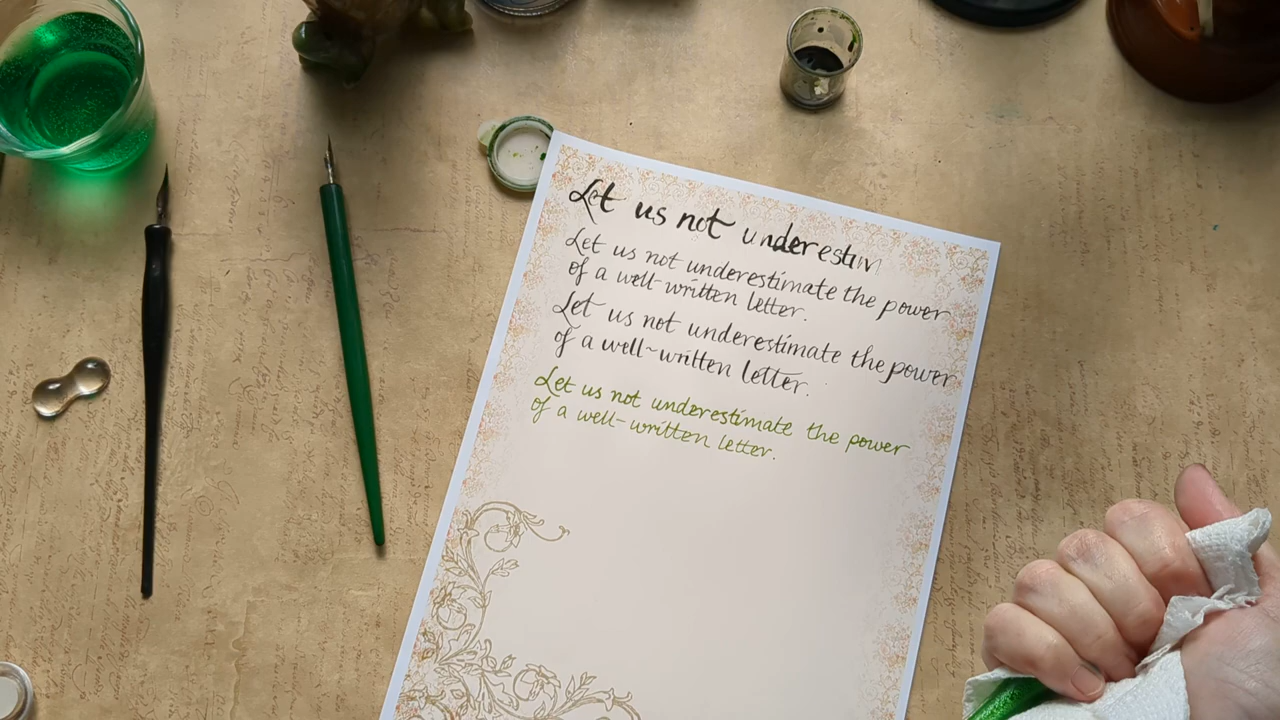 Let us not underestim
Let us not underestimate the power
of a well-written letter.
Let us not underestimate the power
of a well~written letter.
Let us not underestimate the power
of a well-written letter.